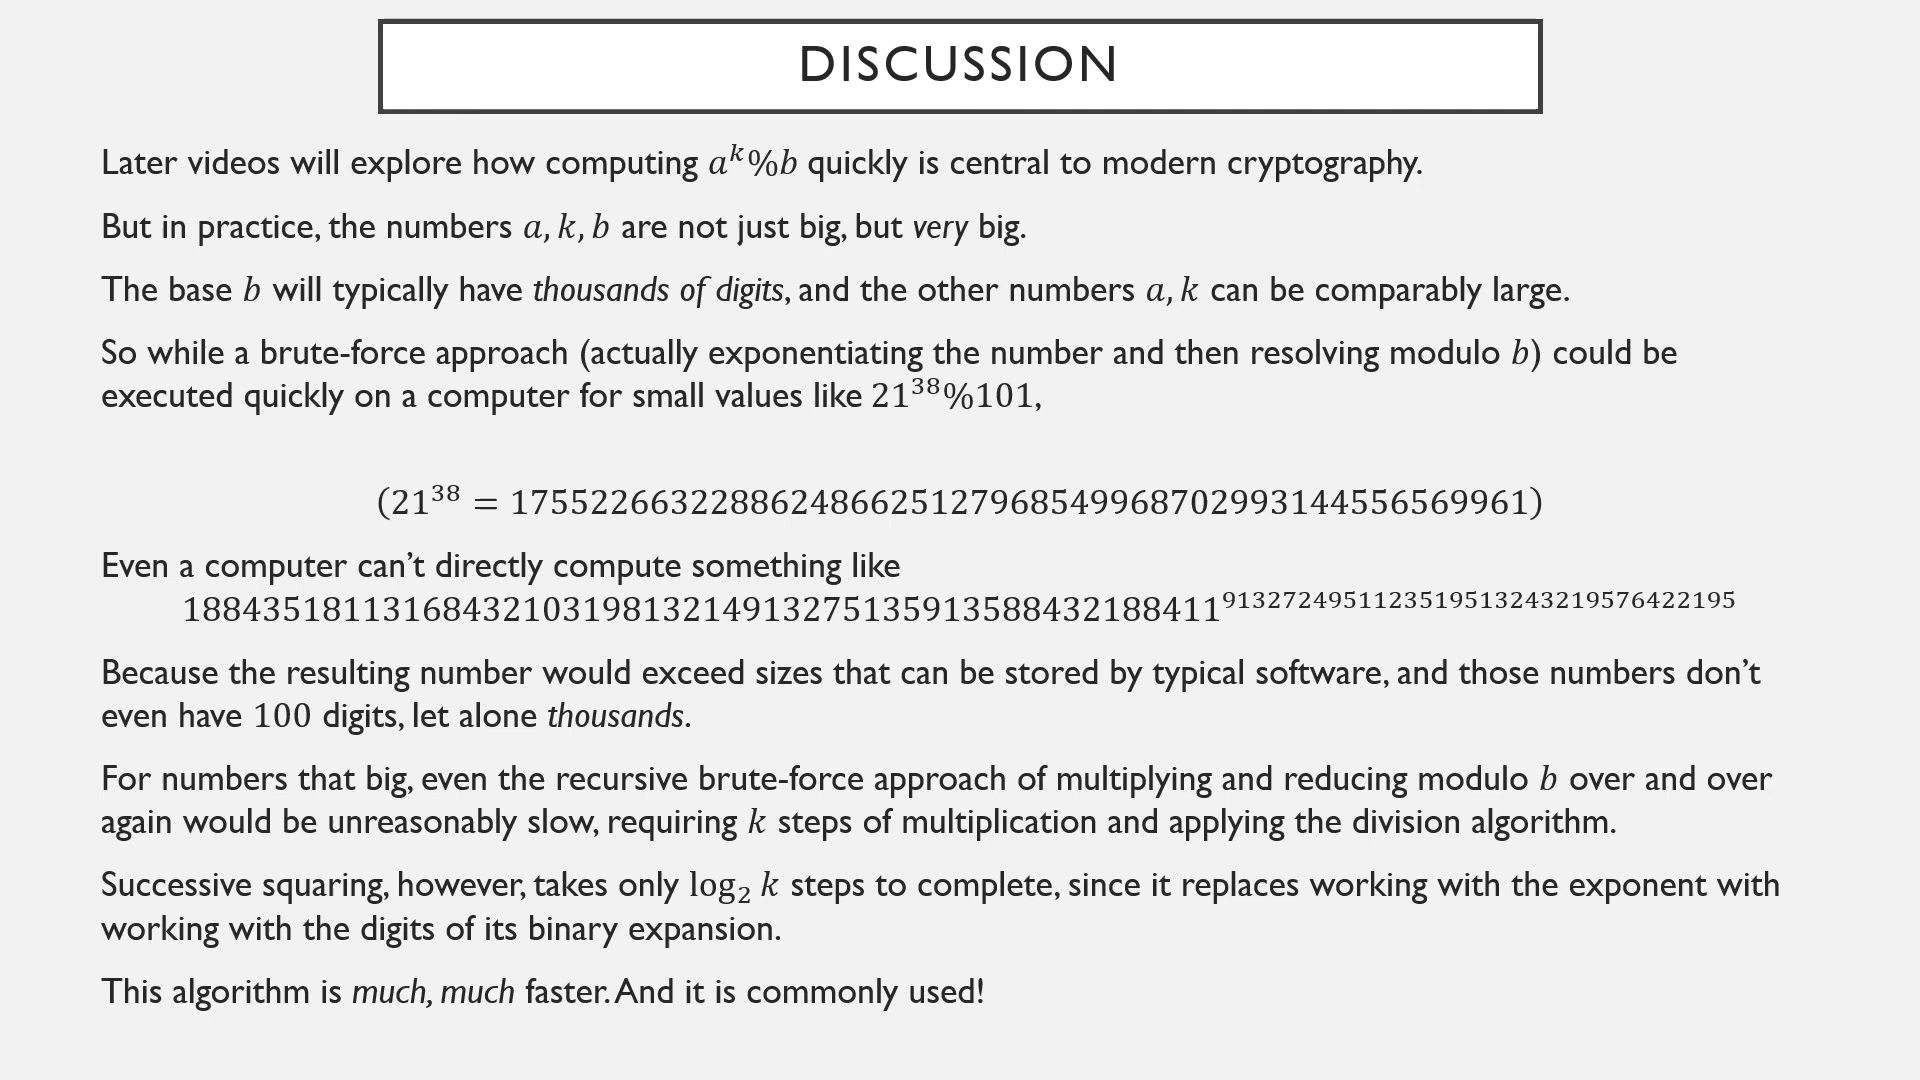 DISCUSSION
Later videos will explore how computing a^k%b quickly is central to modern cryptography.
But in practice, the numbers a, k, b are not just big, but very big.
The base b will typically have thousands of digits, and the other numbers a, k can be comparably large.
So while a brute-force approach (actually exponentiating the number and then resolving modulo b) could be
executed quickly on a computer for small values like 21^38%101,
(21^38 = 175522663228862486625127968549968702993144556569961)
Even a computer can’t directly compute something like
1884351811316843210319813214913275135913588432188411^9132724951123519513243219576422195
Because the resulting number would exceed sizes that can be stored by typical software, and those numbers don’t
even have 100 digits, let alone thousands.
For numbers that big, even the recursive brute-force approach of multiplying and reducing modulo b over and over
again would be unreasonably slow, requiring k steps of multiplication and applying the division algorithm.
Successive squaring, however, takes only log₂ k steps to complete, since it replaces working with the exponent with
working with the digits of its binary expansion.
This algorithm is much, much faster. And it is commonly used!